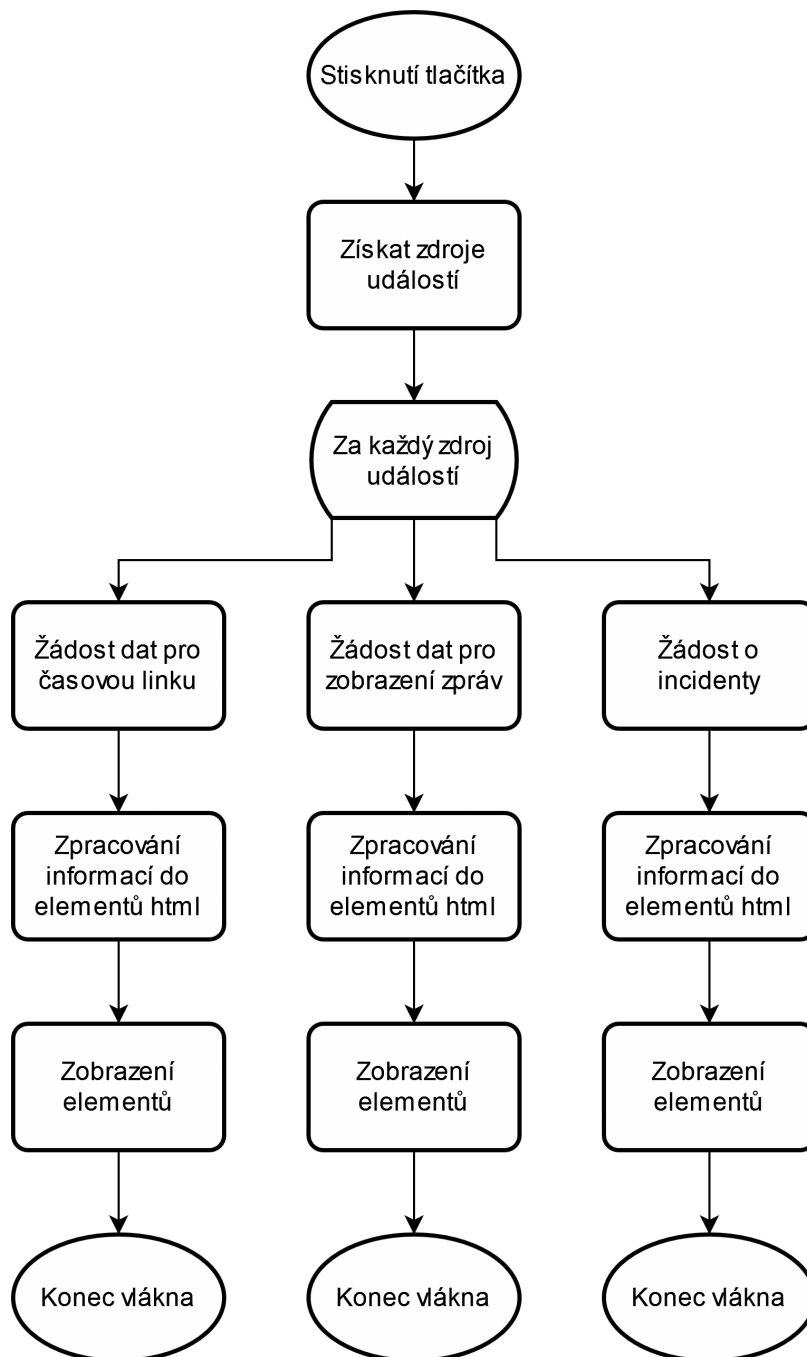 Stisknutí tlačítka
Získat zdroje
událostí
Za každý zdroj
událostí
Žádost dat pro
časovou linku
Žádost dat pro
zobrazení zpráv
Žádost o
incidenty
Zpracování
informací do
elementů html
Zpracování
informací do
elementů html
Zpracování
informací do
elementů html
Zobrazení
elementů
Zobrazení
elementů
Zobrazení
elementů
Konec vlákna
Konec vlákna
Konec vlákna